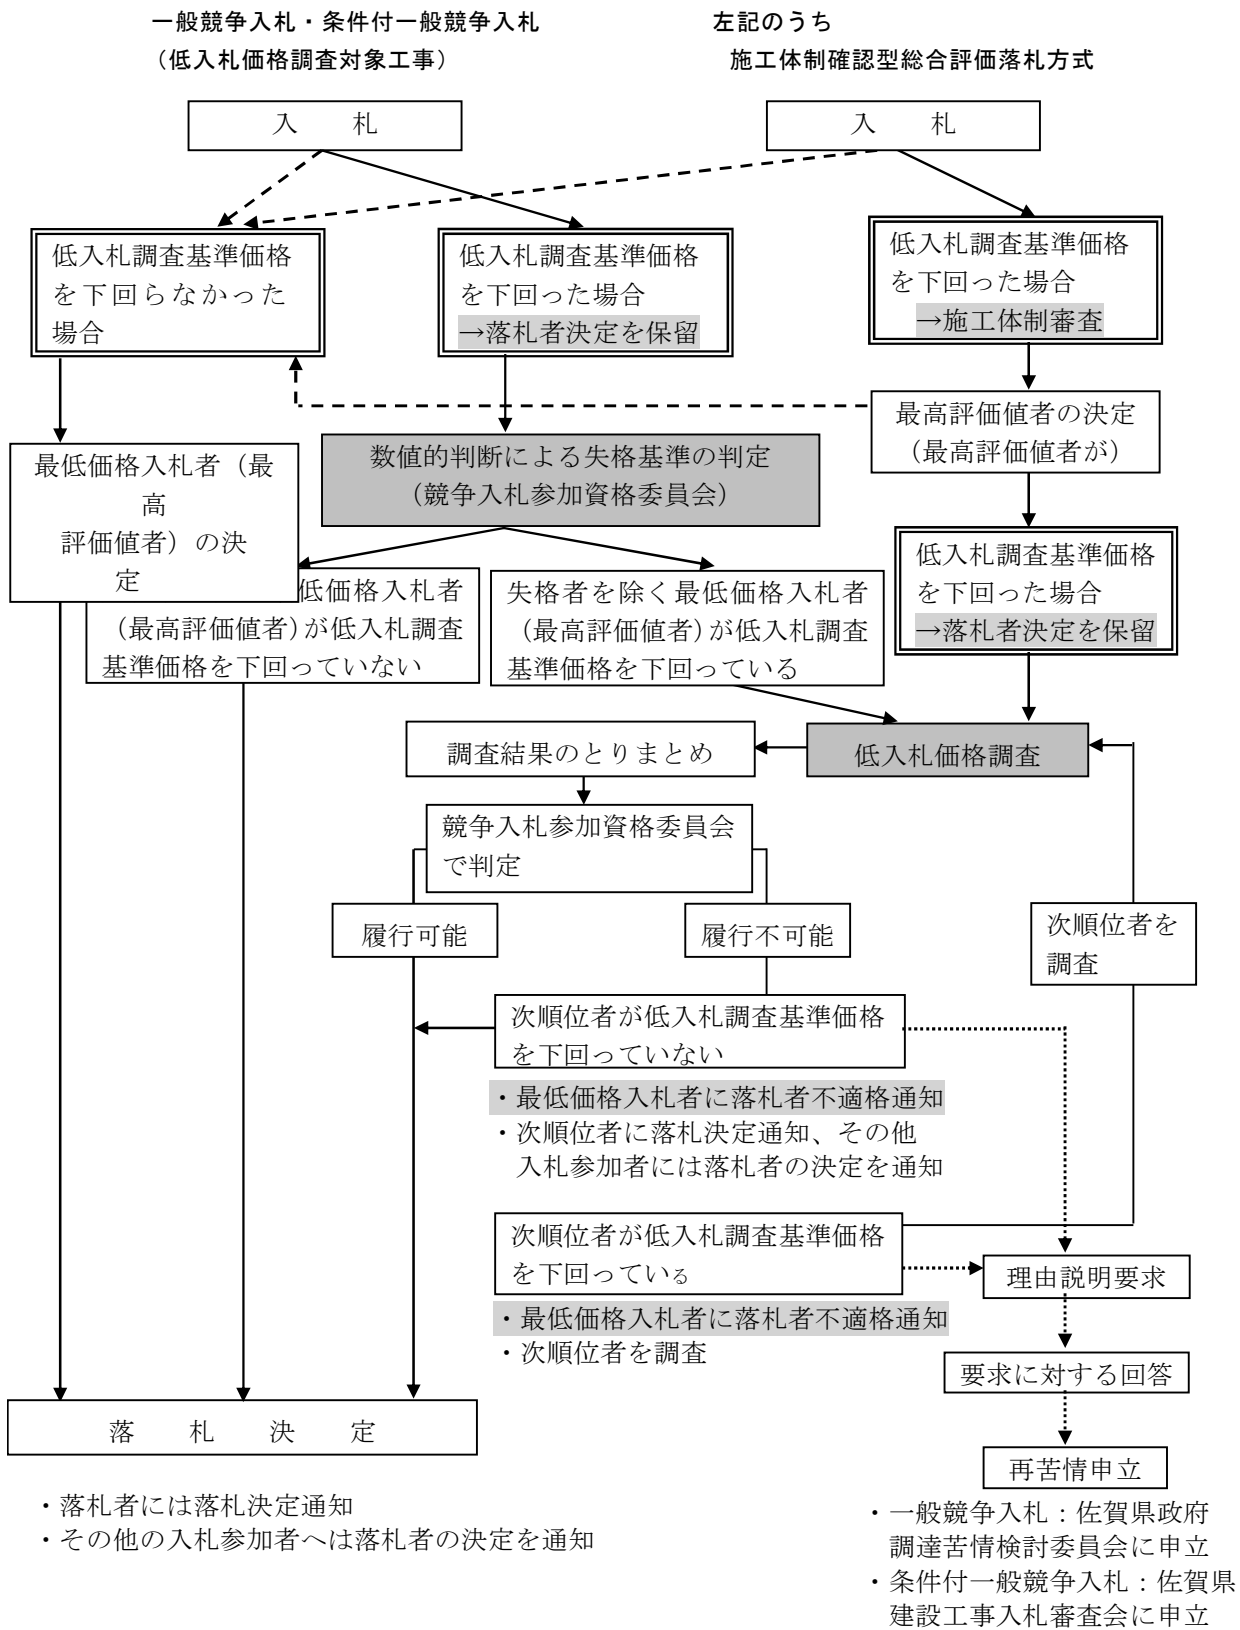 一般競争入札・条件付一般競争入札
（低入札価格調査対象工事）
左記のうち
施工体制確認型総合評価落札方式
入　　札
入　　札
低入札調査基準価格
を下回らなかった
場合
低入札調査基準価格
を下回った場合
→落札者決定を保留
低入札調査基準価格
を下回った場合
→施工体制審査
最高評価値者の決定
（最高評価値者が）
数値的判断による失格基準の判定
（競争入札参加資格委員会）
最低価格入札者（最
高
評価値者）の決
定
低入札調査基準価格
を下回った場合
→落札者決定を保留
低価格入札者
（最高評価値者）が低入札調査
基準価格を下回っていない
失格者を除く最低価格入札者
（最高評価値者）が低入札調査
基準価格を下回っている
低入札価格調査
調査結果のとりまとめ
競争入札参加資格委員会
で判定
履行可能
履行不可能
次順位者を
調査
次順位者が低入札調査基準価格
を下回っていない
・最低価格入札者に落札者不適格通知
・次順位者に落札決定通知、その他
入札参加者には落札者の決定を通知
次順位者が低入札調査基準価格
を下回っている
・最低価格入札者に落札者不適格通知
・次順位者を調査
理由説明要求
要求に対する回答
再苦情申立
・一般競争入札：佐賀県政府
調達苦情検討委員会に申立
・条件付一般競争入札：佐賀県
建設工事入札審査会に申立
落　　札　　決　　定
・落札者には落札決定通知
・その他の入札参加者へは落札者の決定を通知